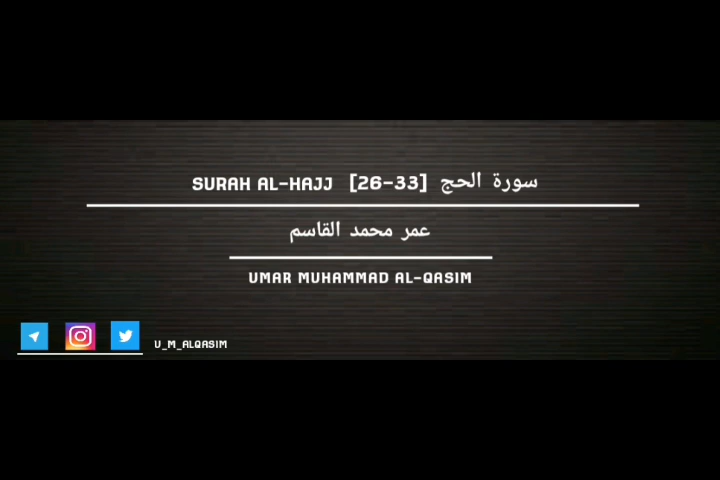 SURAH AL-HAJJ [26-33] سورة الحج
عمر محمد القاسم
UMAR MUHAMMAD AL-QASIM
U_M_ALQASIM